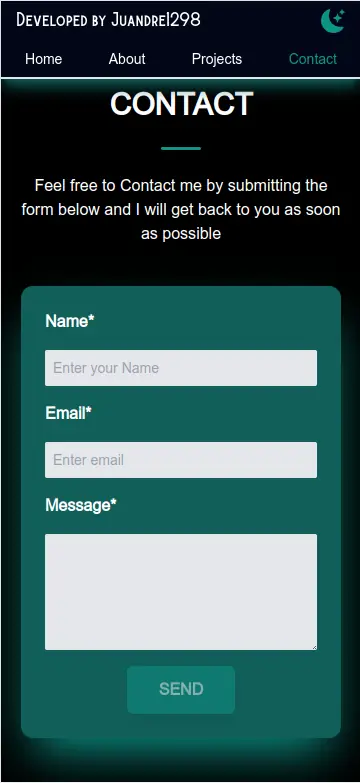 Developed by Juandre1298
Home About Projects Contact
CONTACT
Feel free to Contact me by submitting the
form below and I will get back to you as soon
as possible
Name*
Enter your Name
Email*
Enter email
Message*
SEND